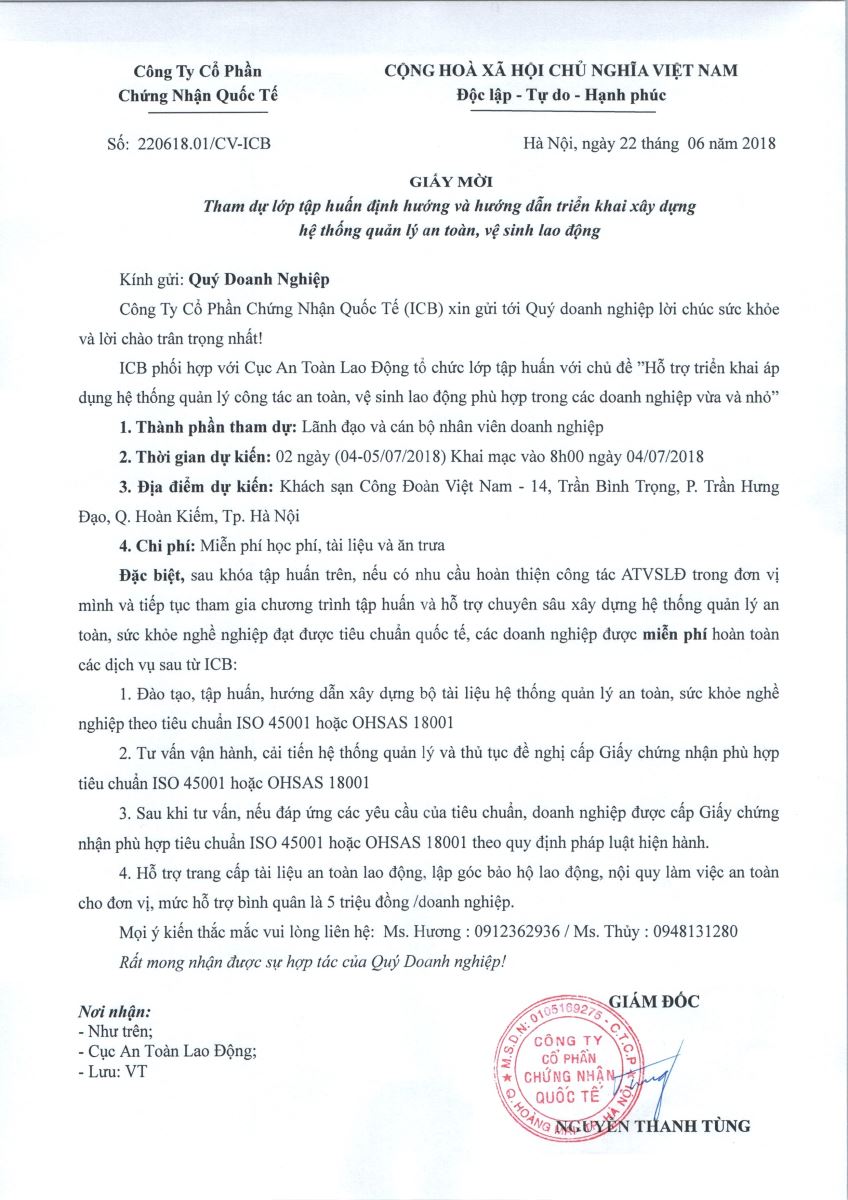 Công Ty Cổ Phần
Chứng Nhận Quốc Tế
CỘNG HOÀ XÃ HỘI CHỦ NGHĨA VIỆT NAM
Độc lập - Tự do - Hạnh phúc
Số: 220618.01/CV-ICB
Hà Nội, ngày 22 tháng 06 năm 2018
GIẤY MỜI
Tham dự lớp tập huấn định hướng và hướng dẫn triển khai xây dựng
hệ thống quản lý an toàn, vệ sinh lao động
Kính gửi: Quý Doanh Nghiệp
Công Ty Cổ Phần Chứng Nhận Quốc Tế (ICB) xin gửi tới Quý doanh nghiệp lời chúc sức khỏe
và lời chào trân trọng nhất!
ICB phối hợp với Cục An Toàn Lao Động tổ chức lớp tập huấn với chủ đề ”Hỗ trợ triển khai áp
dụng hệ thống quản lý công tác an toàn, vệ sinh lao động phù hợp trong các doanh nghiệp vừa và nhỏ”
1. Thành phần tham dự: Lãnh đạo và cán bộ nhân viên doanh nghiệp
2. Thời gian dự kiến: 02 ngày (04-05/07/2018) Khai mạc vào 8h00 ngày 04/07/2018
3. Địa điểm dự kiến: Khách sạn Công Đoàn Việt Nam - 14, Trần Bình Trọng, P. Trần Hưng
Đạo, Q. Hoàn Kiếm, Tp. Hà Nội
4. Chi phí: Miễn phí học phí, tài liệu và ăn trưa
Đặc biệt, sau khóa tập huấn trên, nếu có nhu cầu hoàn thiện công tác ATVSLĐ trong đơn vị
mình và tiếp tục tham gia chương trình tập huấn và hỗ trợ chuyên sâu xây dựng hệ thống quản lý an
toàn, sức khỏe nghề nghiệp đạt được tiêu chuẩn quốc tế, các doanh nghiệp được miễn phí hoàn toàn
các dịch vụ sau từ ICB:
1. Đào tạo, tập huấn, hướng dẫn xây dựng bộ tài liệu hệ thống quản lý an toàn, sức khỏe nghề
nghiệp theo tiêu chuẩn ISO 45001 hoặc OHSAS 18001
2. Tư vấn vận hành, cải tiến hệ thống quản lý và thủ tục đề nghị cấp Giấy chứng nhận phù hợp
tiêu chuẩn ISO 45001 hoặc OHSAS 18001
3. Sau khi tư vấn, nếu đáp ứng các yêu cầu của tiêu chuẩn, doanh nghiệp được cấp Giấy chứng
nhận phù hợp tiêu chuẩn ISO 45001 hoặc OHSAS 18001 theo quy định pháp luật hiện hành.
4. Hỗ trợ trang cấp tài liệu an toàn lao động, lập góc bảo hộ lao động, nội quy làm việc an toàn
cho đơn vị, mức hỗ trợ bình quân là 5 triệu đồng /doanh nghiệp.
Mọi ý kiến thắc mắc vui lòng liên hệ: Ms. Hương : 0912362936 / Ms. Thủy : 0948131280
Rất mong nhận được sự hợp tác của Quý Doanh nghiệp!
Nơi nhận:
- Như trên;
- Cục An Toàn Lao Động;
- Lưu: VT
GIÁM ĐỐC
M.S.D.N: 0105169275 - C.T.C.P
CÔNG TY
CỔ PHẦN
CHỨNG NHẬN
QUỐC TẾ
Q. HOÀNG MAI - TP. HÀ NỘI
Tùng
NGUYỄN THANH TÙNG